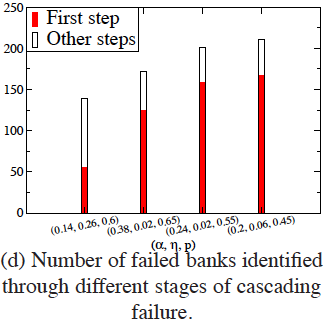 250
First step
Other steps
200
150
100
50
0
(0.14, 0.26, 0.6)
(0.38, 0.02, 0.65)
(0.24, 0.02, 0.55)
(0.2, 0.06, 0.45)
(α, η, p)
(d) Number of failed banks identified
through different stages of cascading
failure.